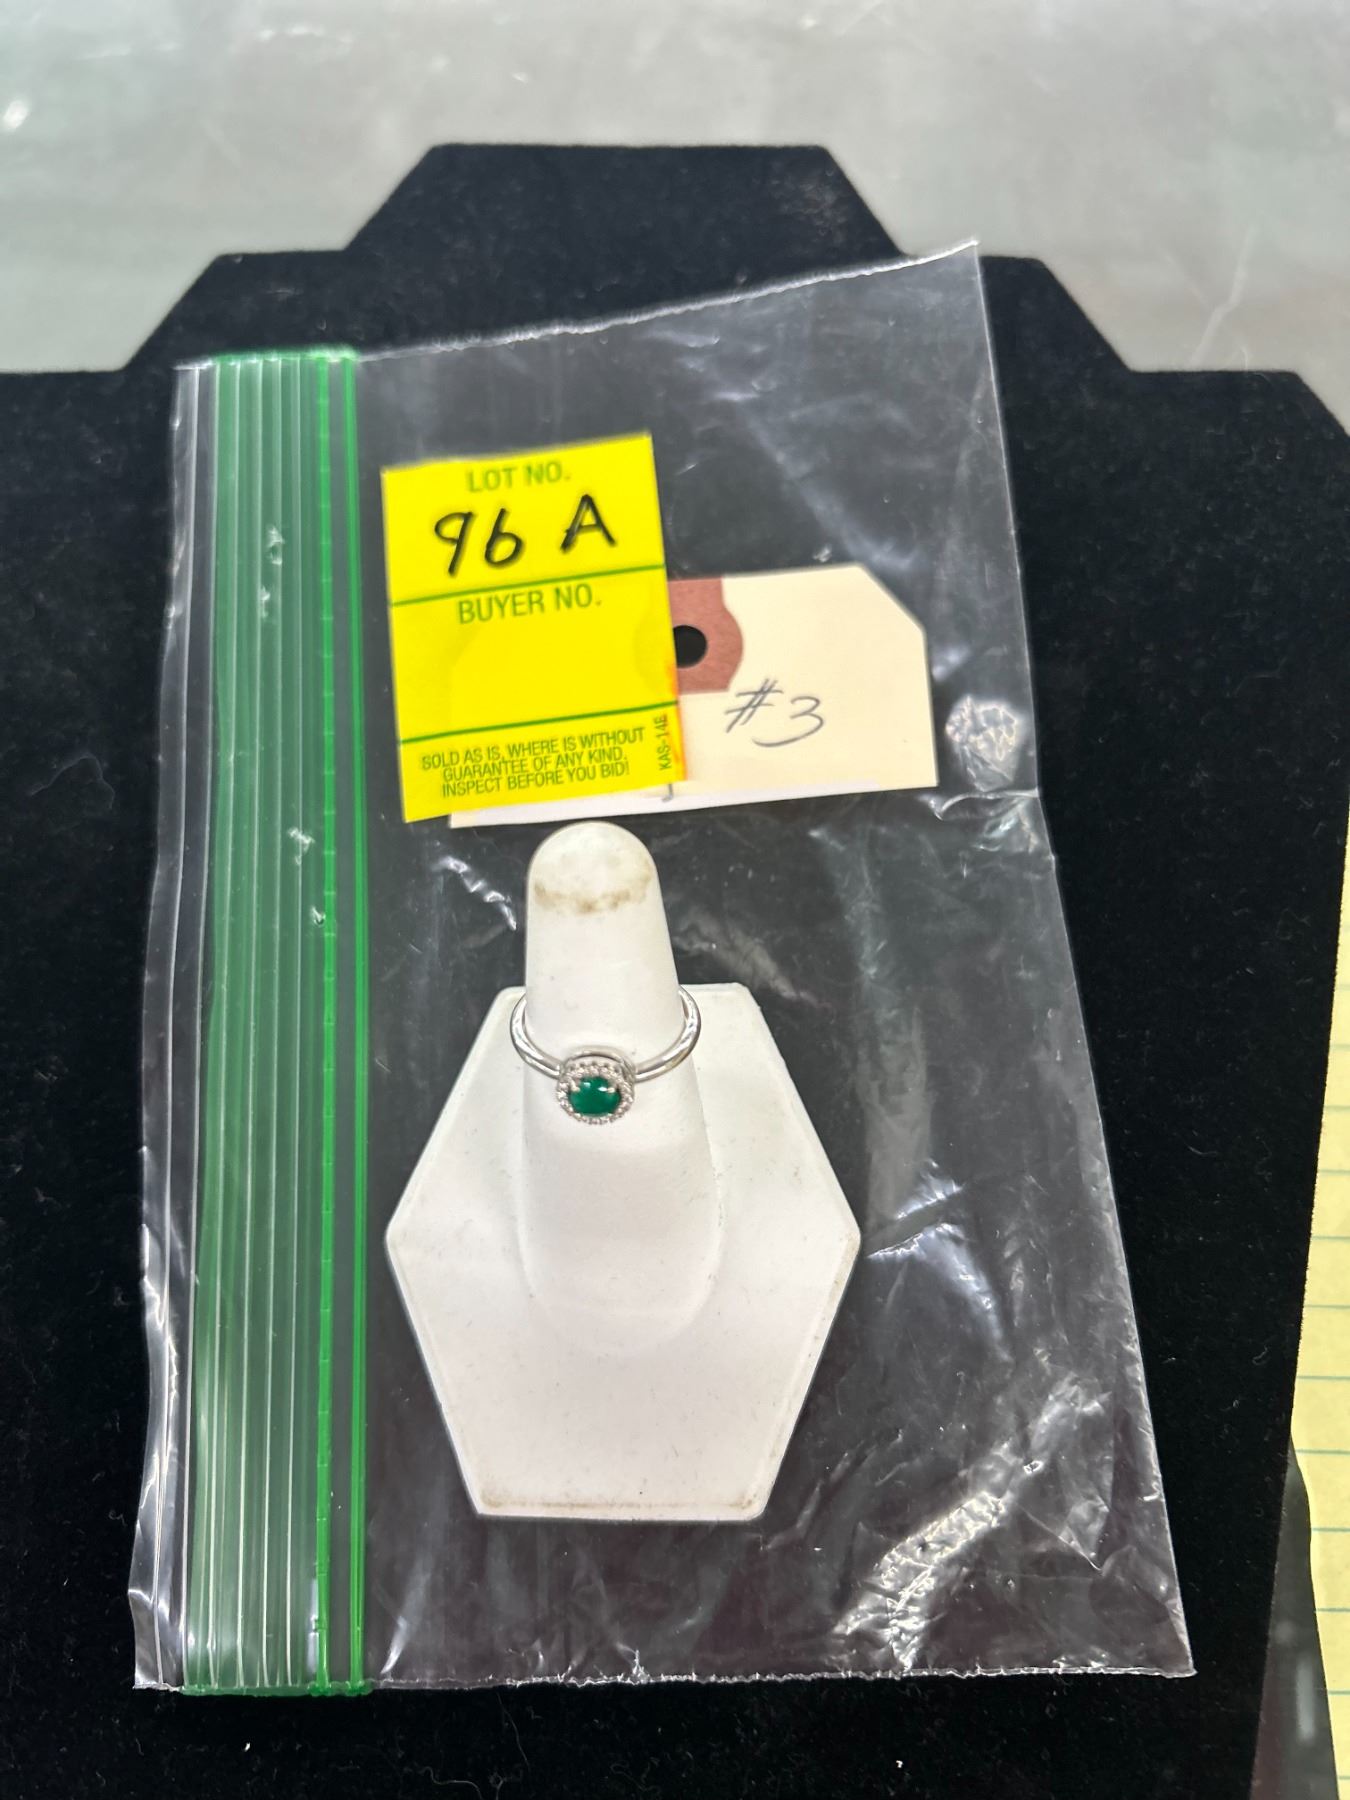 LOT NO.
96 A
BUYER NO.
SOLD AS IS, WHERE IS WITHOUT
GUARANTEE OF ANY KIND.
INSPECT BEFORE YOU BID!
KAS-14E
#3